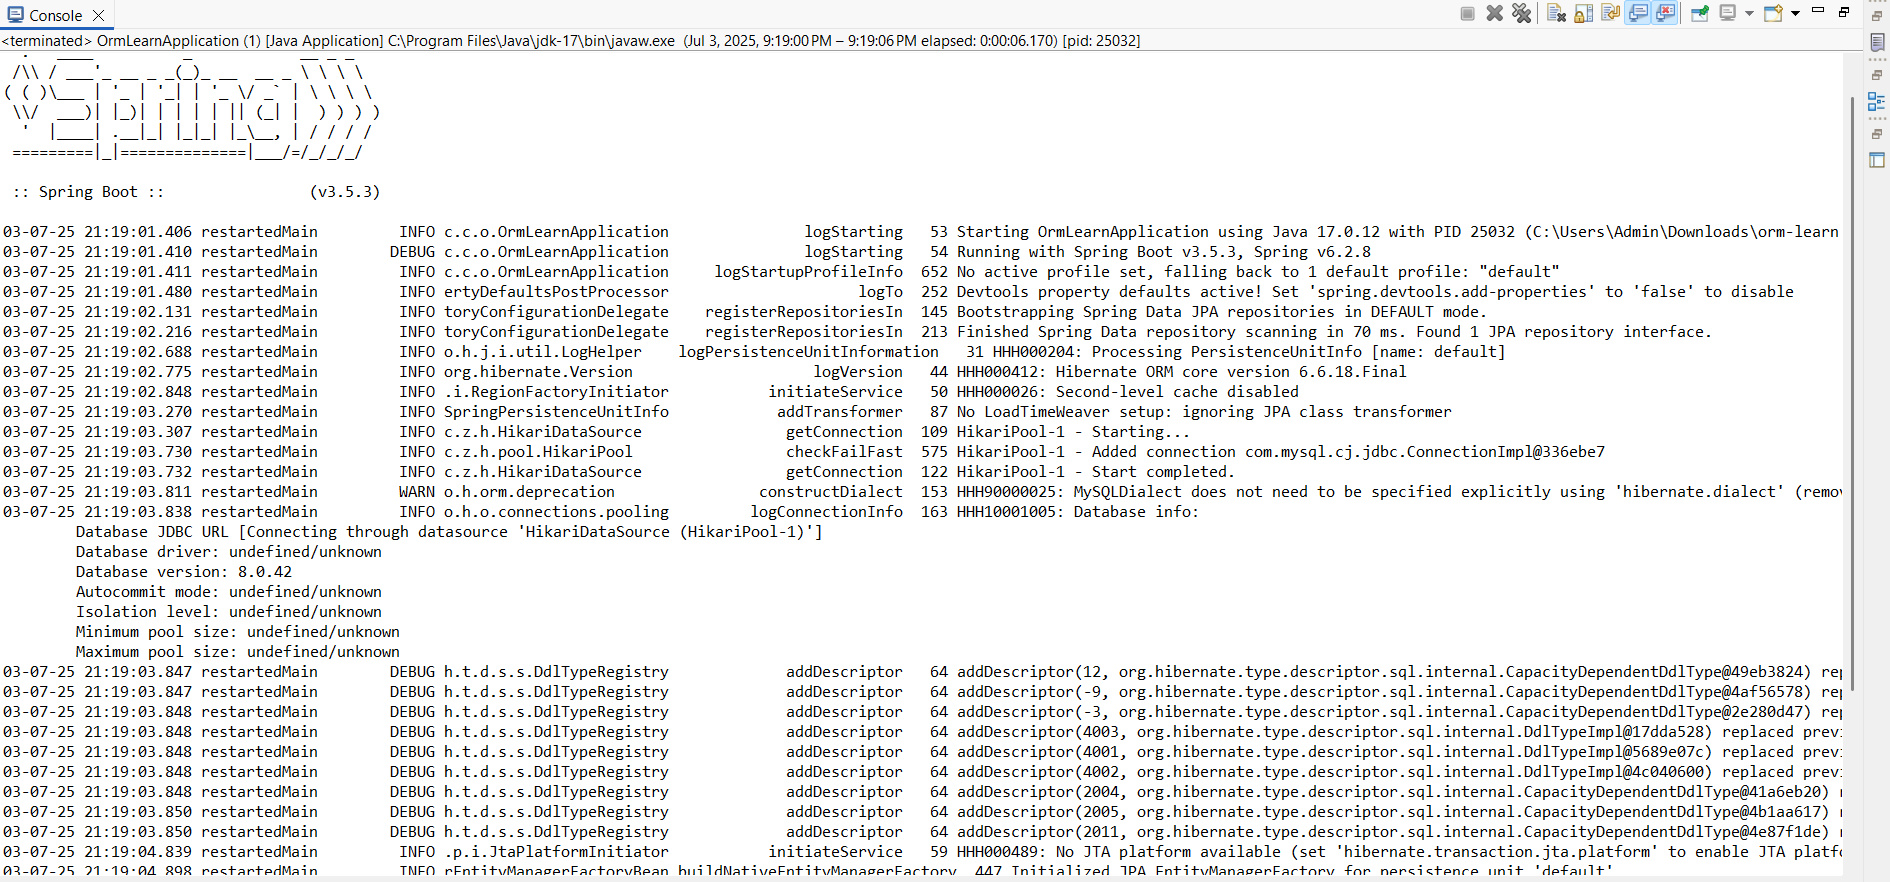 Console
<terminated> OrmLearnApplication (1) [Java Application] C:\Program Files\Java\jdk-17\bin\javaw.exe  (Jul 3, 2025, 9:19:00 PM – 9:19:06 PM elapsed: 0:00:06.170) [pid: 25032]
  .   ____          _            __ _ _
 /\\ / ___'_ __ _ _(_)_ __  __ _ \ \ \ \
( ( )\___ | '_ | '_| | '_ \/ _` | \ \ \ \
 \\/  ___)| |_)| | | | | || (_| |  ) ) ) )
  '  |____| .__|_| |_|_| |_\__, | / / / /
 =========|_|==============|___/=/_/_/_/
 :: Spring Boot ::                (v3.5.3)
03-07-25 21:19:01.406 restartedMain         INFO c.c.o.OrmLearnApplication               logStarting   53 Starting OrmLearnApplication using Java 17.0.12 with PID 25032 (C:\Users\Admin\Downloads\orm-learn
03-07-25 21:19:01.410 restartedMain        DEBUG c.c.o.OrmLearnApplication               logStarting   54 Running with Spring Boot v3.5.3, Spring v6.2.8
03-07-25 21:19:01.411 restartedMain         INFO c.c.o.OrmLearnApplication     logStartupProfileInfo  652 No active profile set, falling back to 1 default profile: "default"
03-07-25 21:19:01.480 restartedMain         INFO ertyDefaultsPostProcessor                     logTo  252 Devtools property defaults active! Set 'spring.devtools.add-properties' to 'false' to disable
03-07-25 21:19:02.131 restartedMain         INFO toryConfigurationDelegate    registerRepositoriesIn  145 Bootstrapping Spring Data JPA repositories in DEFAULT mode.
03-07-25 21:19:02.216 restartedMain         INFO toryConfigurationDelegate    registerRepositoriesIn  213 Finished Spring Data repository scanning in 70 ms. Found 1 JPA repository interface.
03-07-25 21:19:02.688 restartedMain         INFO o.h.j.i.util.LogHelper    logPersistenceUnitInformation   31 HHH000204: Processing PersistenceUnitInfo [name: default]
03-07-25 21:19:02.775 restartedMain         INFO org.hibernate.Version                    logVersion   44 HHH000412: Hibernate ORM core version 6.6.18.Final
03-07-25 21:19:02.848 restartedMain         INFO .i.RegionFactoryInitiator           initiateService   50 HHH000026: Second-level cache disabled
03-07-25 21:19:03.270 restartedMain         INFO SpringPersistenceUnitInfo            addTransformer   87 No LoadTimeWeaver setup: ignoring JPA class transformer
03-07-25 21:19:03.307 restartedMain         INFO c.z.h.HikariDataSource                getConnection  109 HikariPool-1 - Starting...
03-07-25 21:19:03.730 restartedMain         INFO c.z.h.pool.HikariPool                 checkFailFast  575 HikariPool-1 - Added connection com.mysql.cj.jdbc.ConnectionImpl@336ebe7
03-07-25 21:19:03.732 restartedMain         INFO c.z.h.HikariDataSource                getConnection  122 HikariPool-1 - Start completed.
03-07-25 21:19:03.811 restartedMain         WARN o.h.orm.deprecation                constructDialect  153 HHH90000025: MySQLDialect does not need to be specified explicitly using 'hibernate.dialect' (remov
03-07-25 21:19:03.838 restartedMain         INFO o.h.o.connections.pooling         logConnectionInfo  163 HHH10001005: Database info:
        Database JDBC URL [Connecting through datasource 'HikariDataSource (HikariPool-1)']
        Database driver: undefined/unknown
        Database version: 8.0.42
        Autocommit mode: undefined/unknown
        Isolation level: undefined/unknown
        Minimum pool size: undefined/unknown
        Maximum pool size: undefined/unknown
03-07-25 21:19:03.847 restartedMain        DEBUG h.t.d.s.s.DdlTypeRegistry             addDescriptor   64 addDescriptor(12, org.hibernate.type.descriptor.sql.internal.CapacityDependentDdlType@49eb3824) rep
03-07-25 21:19:03.847 restartedMain        DEBUG h.t.d.s.s.DdlTypeRegistry             addDescriptor   64 addDescriptor(-9, org.hibernate.type.descriptor.sql.internal.CapacityDependentDdlType@4af56578) rep
03-07-25 21:19:03.848 restartedMain        DEBUG h.t.d.s.s.DdlTypeRegistry             addDescriptor   64 addDescriptor(-3, org.hibernate.type.descriptor.sql.internal.CapacityDependentDdlType@2e280d47) rep
03-07-25 21:19:03.848 restartedMain        DEBUG h.t.d.s.s.DdlTypeRegistry             addDescriptor   64 addDescriptor(4003, org.hibernate.type.descriptor.sql.internal.DdlTypeImpl@17dda528) replaced previ
03-07-25 21:19:03.848 restartedMain        DEBUG h.t.d.s.s.DdlTypeRegistry             addDescriptor   64 addDescriptor(4001, org.hibernate.type.descriptor.sql.internal.DdlTypeImpl@5689e07c) replaced previ
03-07-25 21:19:03.848 restartedMain        DEBUG h.t.d.s.s.DdlTypeRegistry             addDescriptor   64 addDescriptor(4002, org.hibernate.type.descriptor.sql.internal.DdlTypeImpl@4c040600) replaced previ
03-07-25 21:19:03.848 restartedMain        DEBUG h.t.d.s.s.DdlTypeRegistry             addDescriptor   64 addDescriptor(2004, org.hibernate.type.descriptor.sql.internal.CapacityDependentDdlType@41a6eb20) r
03-07-25 21:19:03.850 restartedMain        DEBUG h.t.d.s.s.DdlTypeRegistry             addDescriptor   64 addDescriptor(2005, org.hibernate.type.descriptor.sql.internal.CapacityDependentDdlType@4b1aa617) r
03-07-25 21:19:03.850 restartedMain        DEBUG h.t.d.s.s.DdlTypeRegistry             addDescriptor   64 addDescriptor(2011, org.hibernate.type.descriptor.sql.internal.CapacityDependentDdlType@4e87f1de) r
03-07-25 21:19:04.839 restartedMain         INFO .p.i.JtaPlatformInitiator           initiateService   59 HHH000489: No JTA platform available (set 'hibernate.transaction.jta.platform' to enable JTA platfo
03-07-25 21:19:04.898 restartedMain         INFO rEntityManagerFactoryBean buildNativeEntityManagerFactory  447 Initialized JPA EntityManagerFactory for persistence unit 'default'